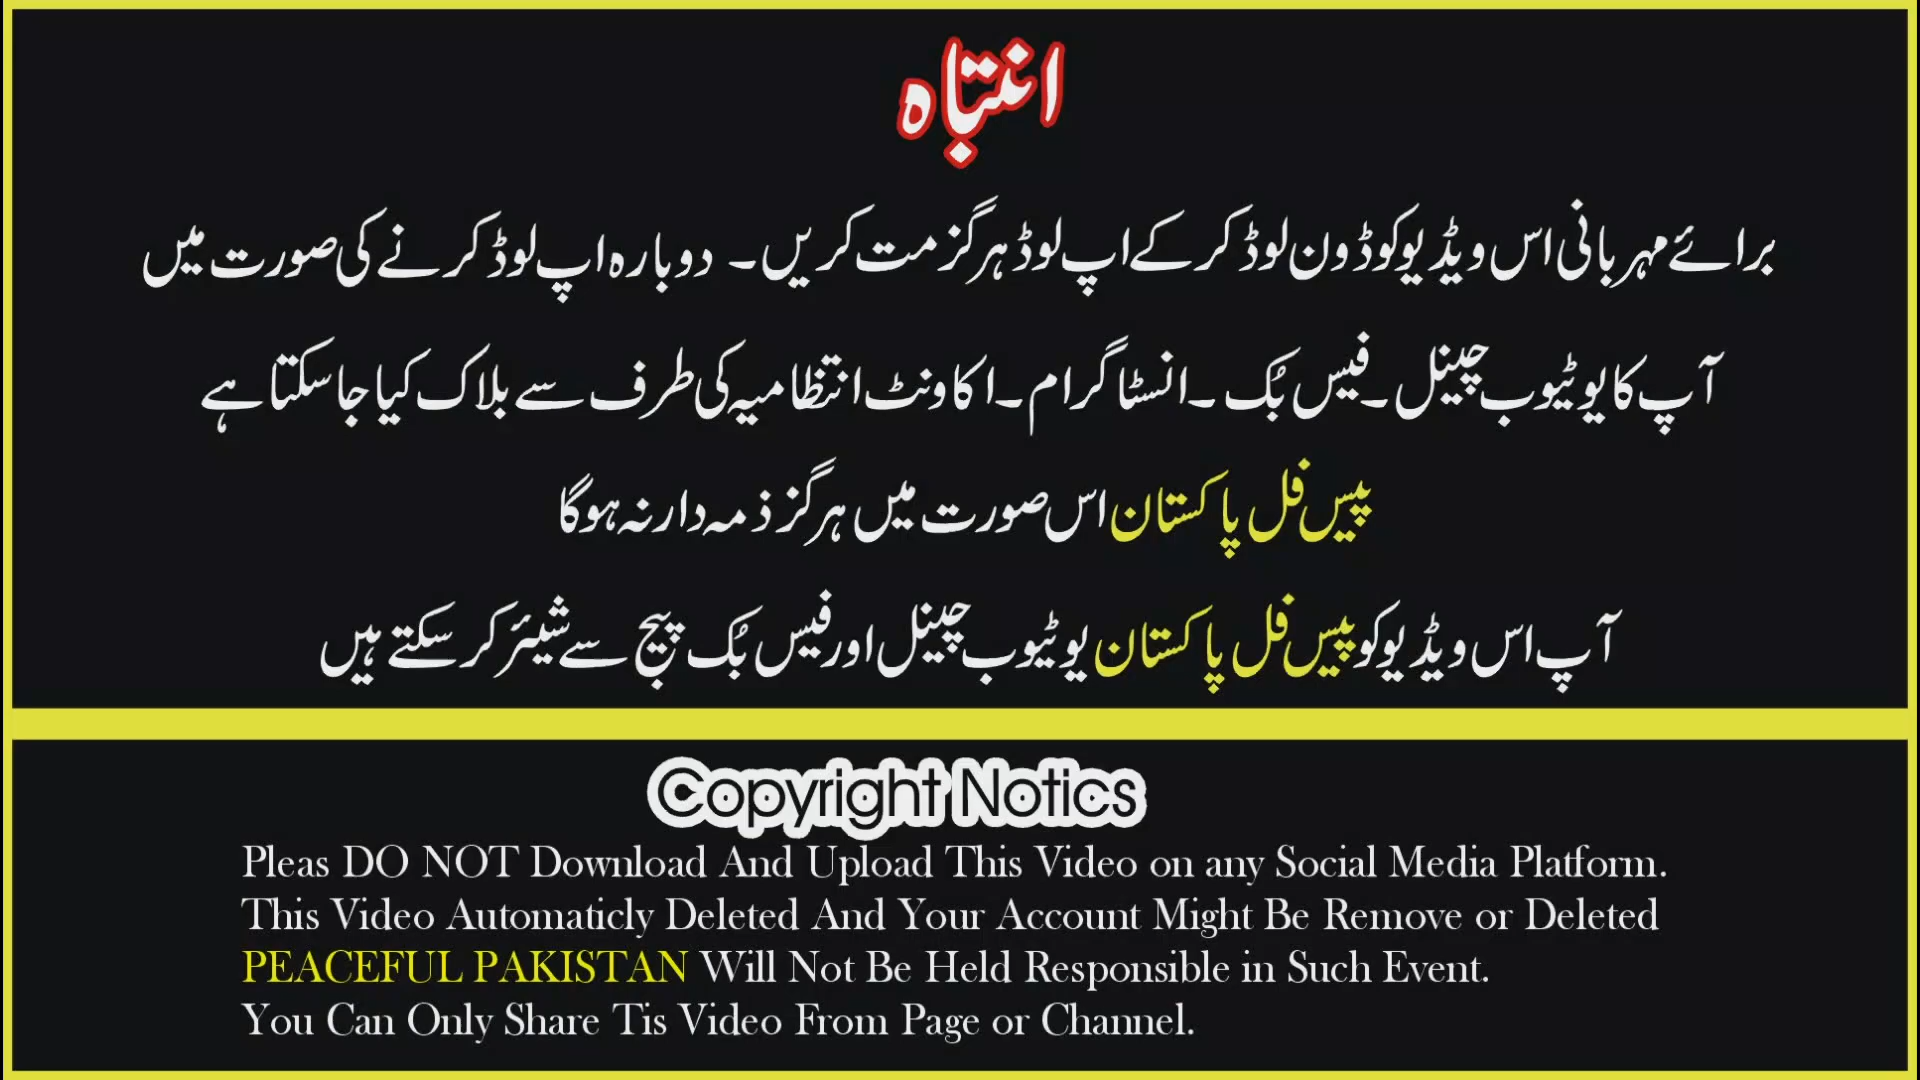 انتباہ
برائے مہربانی اس ویڈیو کو ڈون لوڈ کر کے اپ لوڈ ہرگز مت کریں۔ دوبارہ اپ لوڈ کرنے کی صورت میں
آپ کا یوٹیوب چینل۔فیس بُک۔انسٹاگرام۔اکاونٹ انتظامیہ کی طرف سے بلاک کیا جا سکتا ہے
پیس فل پاکستان اس صورت میں ہرگز ذمہ دار نہ ہوگا
آپ اس ویڈیو کو پیس فل پاکستان یوٹیوب چینل اور فیس بُک پیج سے شیئر کر سکتے ہیں
Copyright Notics
Pleas DO NOT Download And Upload This Video on any Social Media Platform.
This Video Automaticly Deleted And Your Account Might Be Remove or Deleted
PEACEFUL PAKISTAN Will Not Be Held Responsible in Such Event.
You Can Only Share Tis Video From Page or Channel.